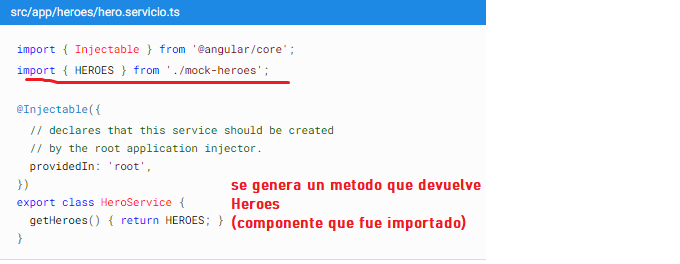 src/app/heroes/hero.servicio.ts
import { Injectable } from '@angular/core';
import { HEROES } from './mock-heroes';
@Injectable({
// declares that this service should be created
// by the root application injector.
providedIn: 'root',
})
export class HeroService {
getHeroes() { return HEROES; }
}
se genera un metodo que devuelve
Heroes
(componente que fue importado)